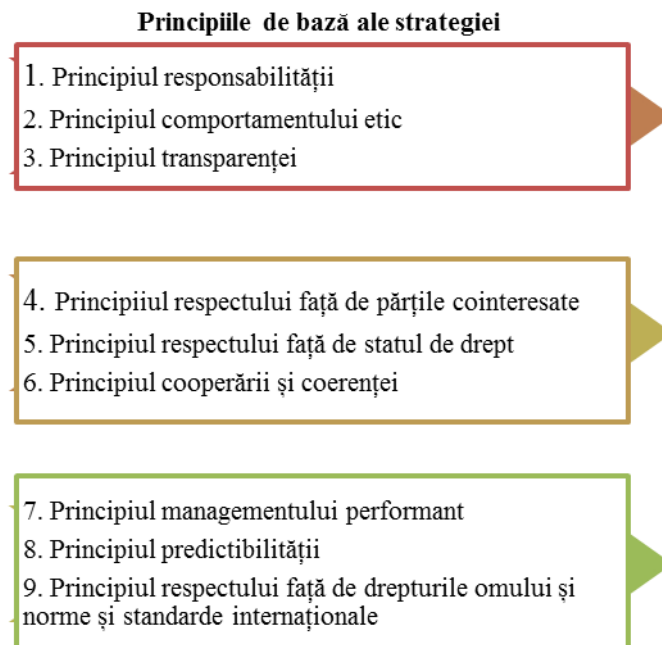 Principiile de bază ale strategiei
1. Principiul responsabilității
2. Principiul comportamentului etic
3. Principiul transparenței
4. Principiiul respectului față de părțile cointeresate
5. Principiul respectului față de statul de drept
6. Principiul cooperării și coerenței
7. Principiul managementului performant
8. Principiul predictibilității
9. Principiul respectului față de drepturile omului și
norme și standarde internaționale